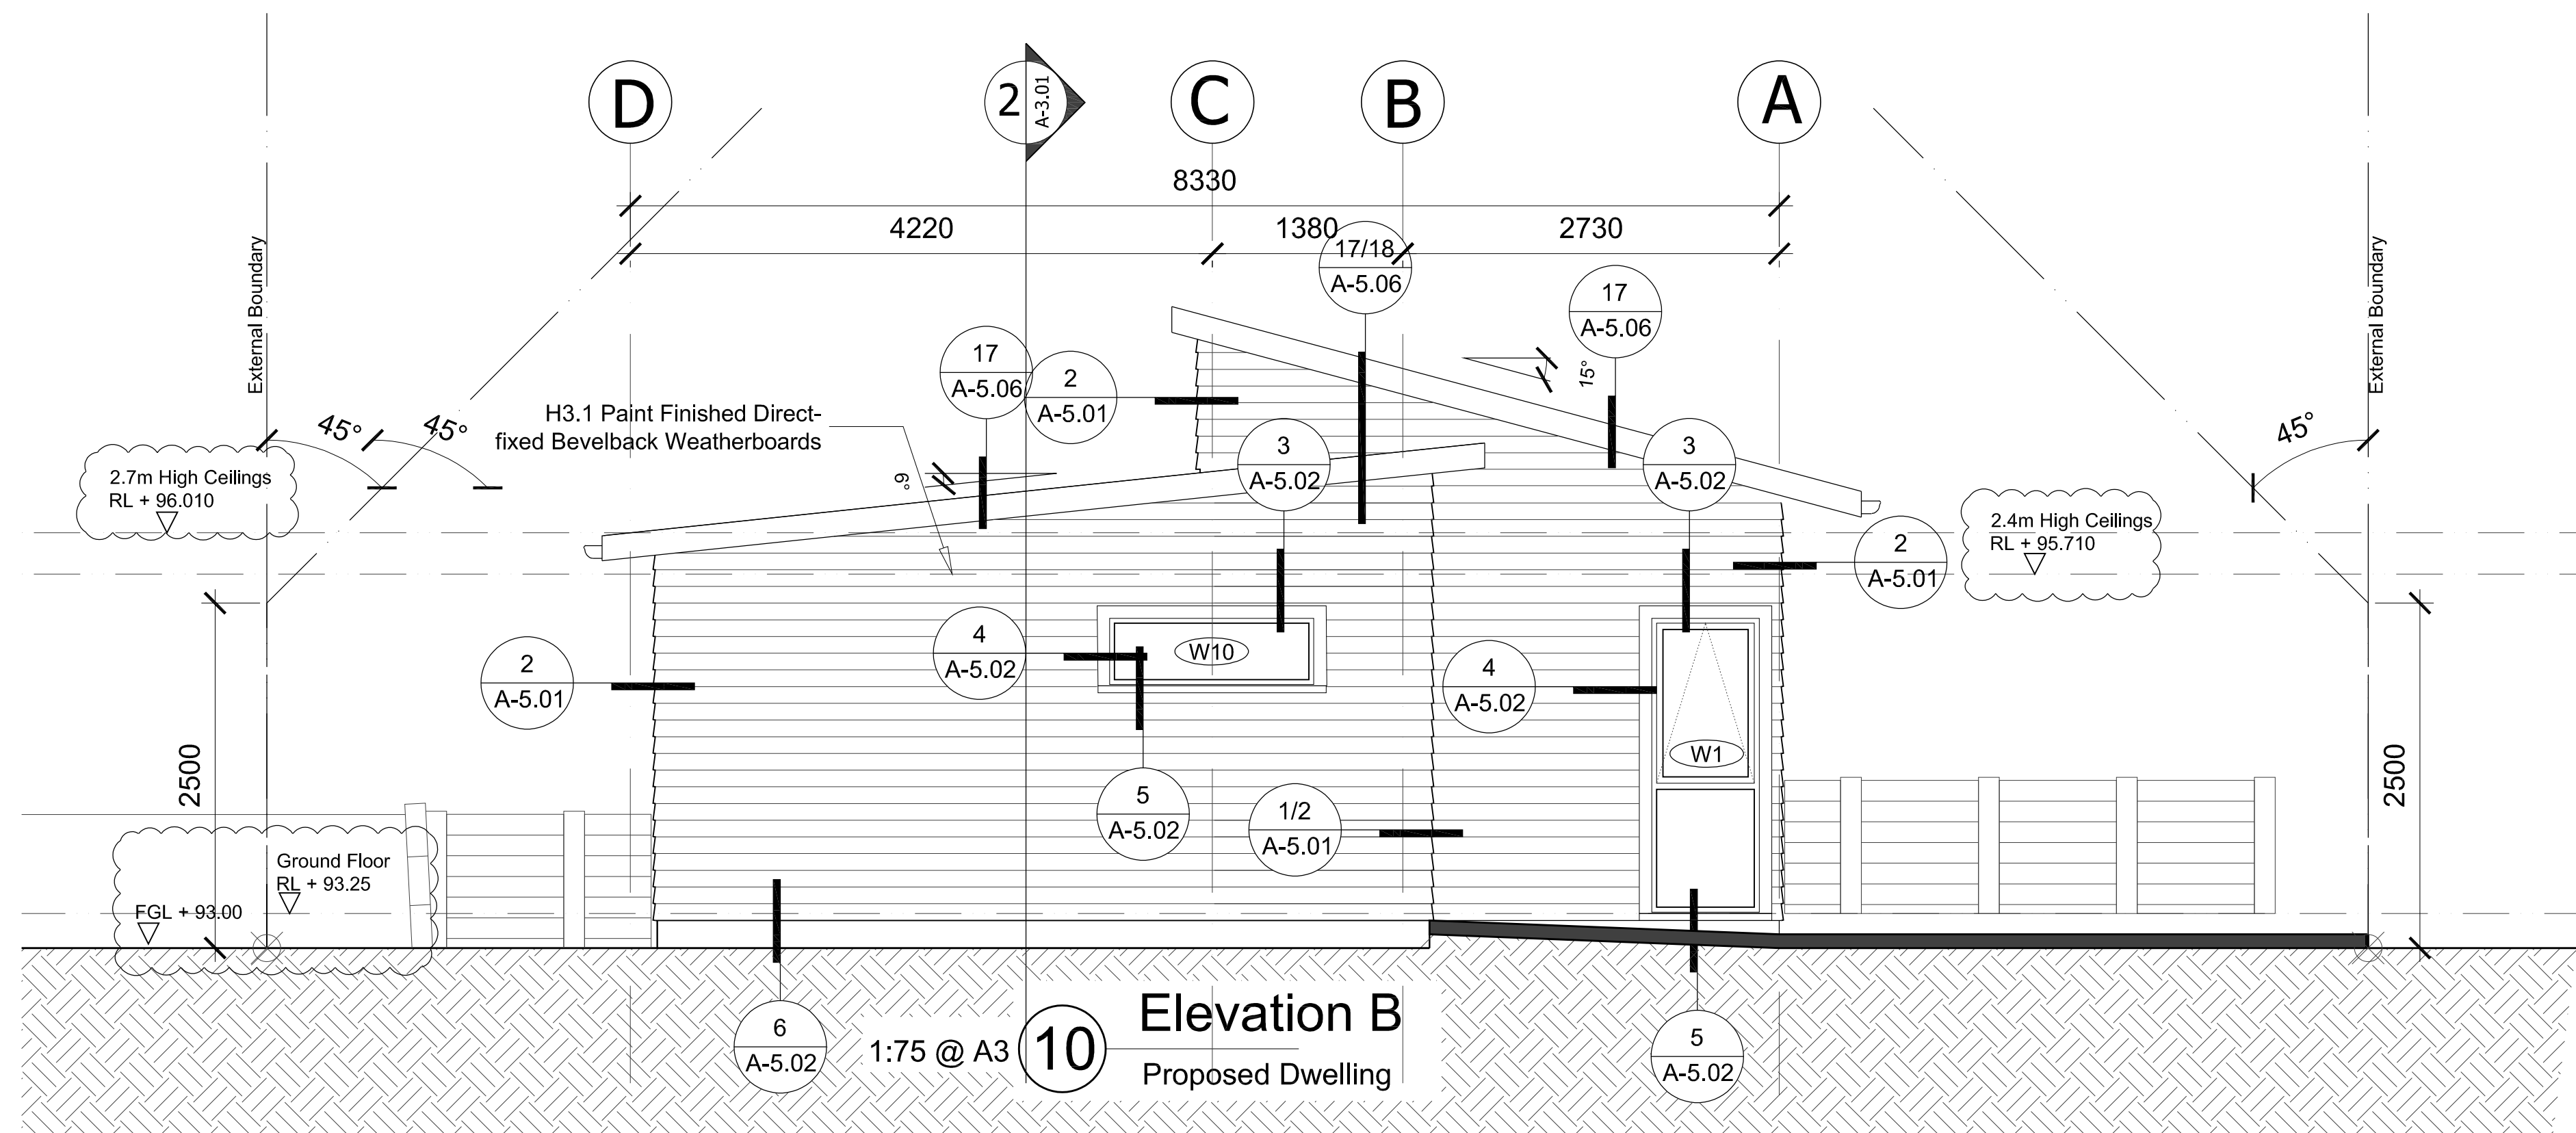 D
2
A-3.01
C
B
A
8330
4220
1380
2730
External Boundary
External Boundary
17/18
A-5.06
17
A-5.06
17
A-5.06
2
A-5.01
15°
H3.1 Paint Finished Direct-
fixed Bevelback Weatherboards
45°
45°
45°
3
A-5.02
3
A-5.02
6°
2.7m High Ceilings
RL + 96.010
2.4m High Ceilings
RL + 95.710
2
A-5.01
4
A-5.02
W10
2
A-5.01
4
A-5.02
W1
2500
2500
5
A-5.02
1/2
A-5.01
Ground Floor
RL + 93.25
FGL + 93.00
6
A-5.02
1:75 @ A3
10
Elevation B
Proposed Dwelling
5
A-5.02